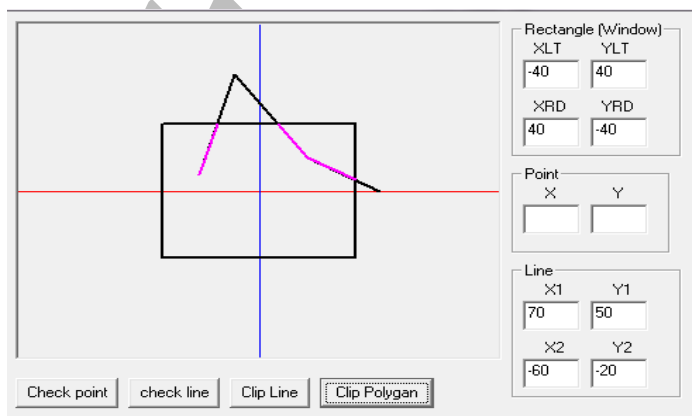 Rectangle (Window)
XLT YLT
-40 40
XRD YRD
40 -40
Point
X Y
Line
X1 Y1
70 50
X2 Y2
-60 -20
Check point check line Clip Line Clip Polygan